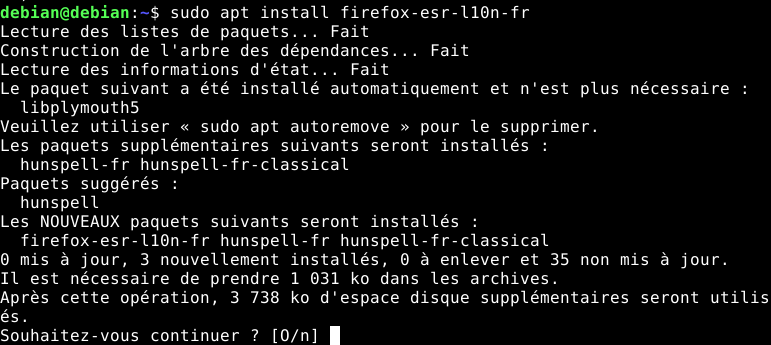 debian@debian:~$ sudo apt install firefox-esr-l10n-fr
Lecture des listes de paquets... Fait
Construction de l'arbre des dépendances... Fait
Lecture des informations d'état... Fait
Le paquet suivant a été installé automatiquement et n'est plus nécessaire :
  libplymouth5
Veuillez utiliser « sudo apt autoremove » pour le supprimer.
Les paquets supplémentaires suivants seront installés :
  hunspell-fr hunspell-fr-classical
Paquets suggérés :
  hunspell
Les NOUVEAUX paquets suivants seront installés :
  firefox-esr-l10n-fr hunspell-fr hunspell-fr-classical
0 mis à jour, 3 nouvellement installés, 0 à enlever et 35 non mis à jour.
Il est nécessaire de prendre 1 031 ko dans les archives.
Après cette opération, 3 738 ko d'espace disque supplémentaires seront utilis
és.
Souhaitez-vous continuer ? [O/n]